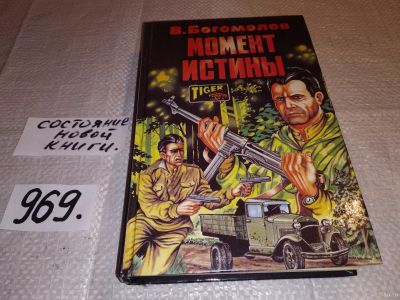 В. Богомолов
МОМЕНТ
ИСТИНЫ
TIGER
состояние
новой
книги.
969.